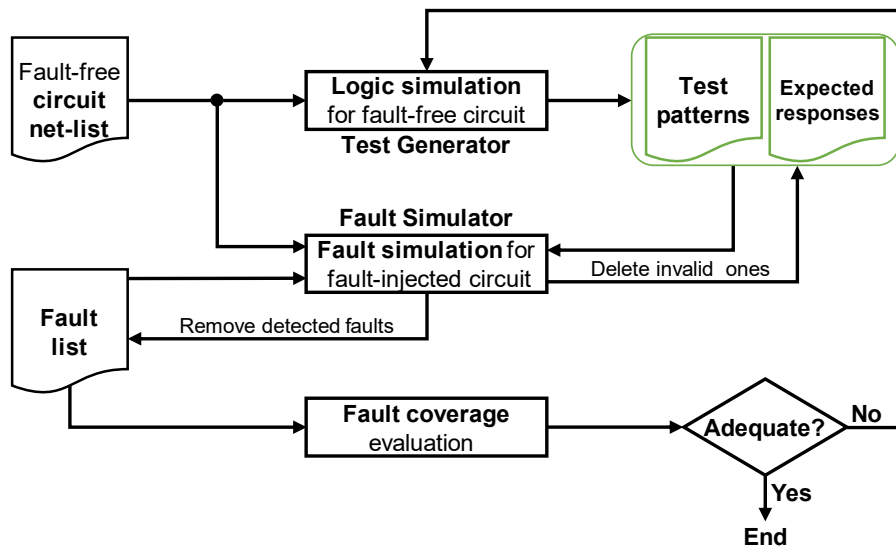 Fault-free
circuit
net-list
Logic simulation
for fault-free circuit
Test Generator
Test
patterns
Expected
responses
Fault Simulator
Fault simulation for
fault-injected circuit
Delete invalid ones
Fault
list
Remove detected faults
Fault coverage
evaluation
Adequate?
No
Yes
End